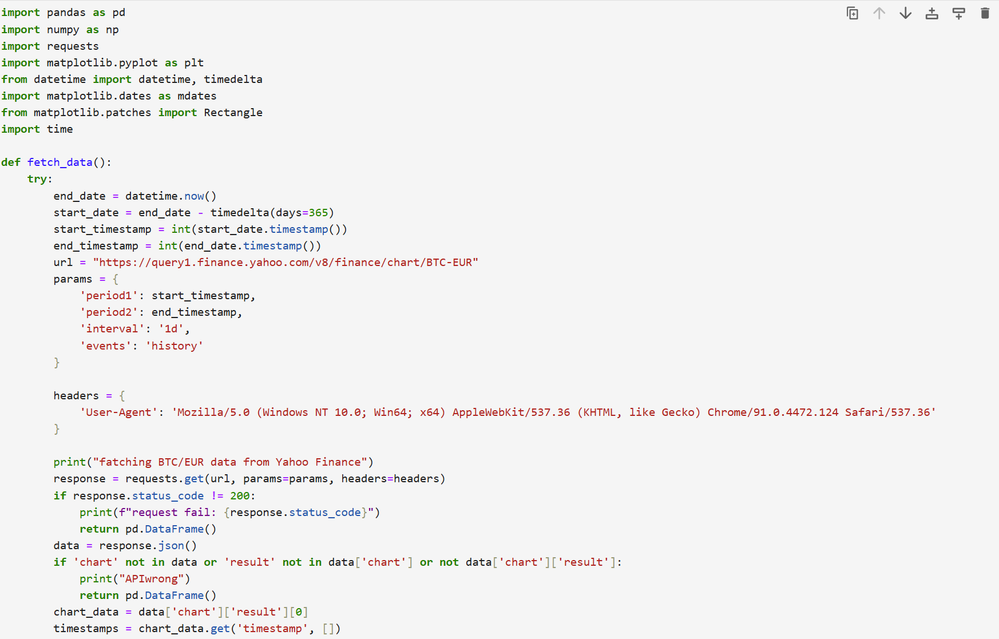 import pandas as pd
import numpy as np
import requests
import matplotlib.pyplot as plt
from datetime import datetime, timedelta
import matplotlib.dates as mdates
from matplotlib.patches import Rectangle
import time

def fetch_data():
    try:
        end_date = datetime.now()
        start_date = end_date - timedelta(days=365)
        start_timestamp = int(start_date.timestamp())
        end_timestamp = int(end_date.timestamp())
        url = "https://query1.finance.yahoo.com/v8/finance/chart/BTC-EUR"
        params = {
            'period1': start_timestamp,
            'period2': end_timestamp,
            'interval': '1d',
            'events': 'history'
        }

        headers = {
            'User-Agent': 'Mozilla/5.0 (Windows NT 10.0; Win64; x64) AppleWebKit/537.36 (KHTML, like Gecko) Chrome/91.0.4472.124 Safari/537.36'
        }

        print("fatching BTC/EUR data from Yahoo Finance")
        response = requests.get(url, params=params, headers=headers)
        if response.status_code != 200:
            print(f"request fail: {response.status_code}")
            return pd.DataFrame()
        data = response.json()
        if 'chart' not in data or 'result' not in data['chart'] or not data['chart']['result']:
            print("APIwrong")
            return pd.DataFrame()
        chart_data = data['chart']['result'][0]
        timestamps = chart_data.get('timestamp', [])